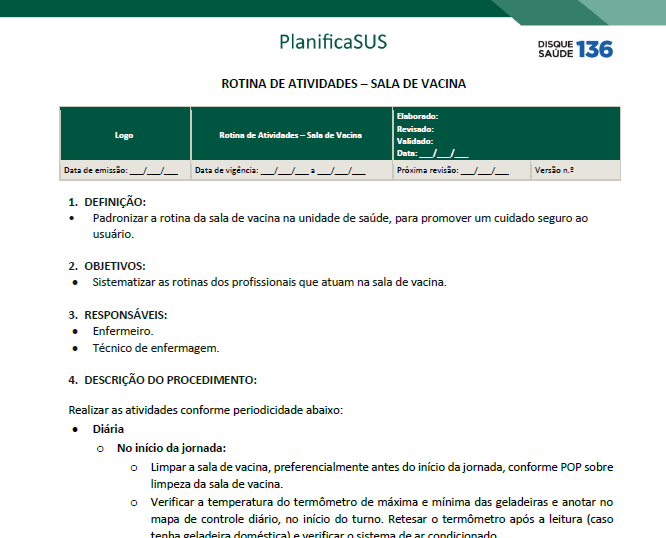 PlanificaSUS
DISQUE
SAÚDE 136
ROTINA DE ATIVIDADES – SALA DE VACINA
Logo
Rotina de Atividades – Sala de Vacina
Elaborado:
Revisado:
Validado:
Data: ___/___/___
Data de emissão: ___/___/___
Data de vigência: ___/___/___ a ___/___/___
Próxima revisão: ___/___/___
Versão n.º
1. DEFINIÇÃO:
• Padronizar a rotina da sala de vacina na unidade de saúde, para promover um cuidado seguro ao
usuário.
2. OBJETIVOS:
• Sistematizar as rotinas dos profissionais que atuam na sala de vacina.
3. RESPONSÁVEIS:
• Enfermeiro.
• Técnico de enfermagem.
4. DESCRIÇÃO DO PROCEDIMENTO:
Realizar as atividades conforme periodicidade abaixo:
• Diária
o No início da jornada:
o Limpar a sala de vacina, preferencialmente antes do início da jornada, conforme POP sobre
limpeza da sala de vacina.
o Verificar a temperatura do termômetro de máxima e mínima das geladeiras e anotar no
mapa de controle diário, no início do turno. Retesar o termômetro após a leitura (caso
tenha geladeira doméstica) e verificar o sistema de ar condicionado.